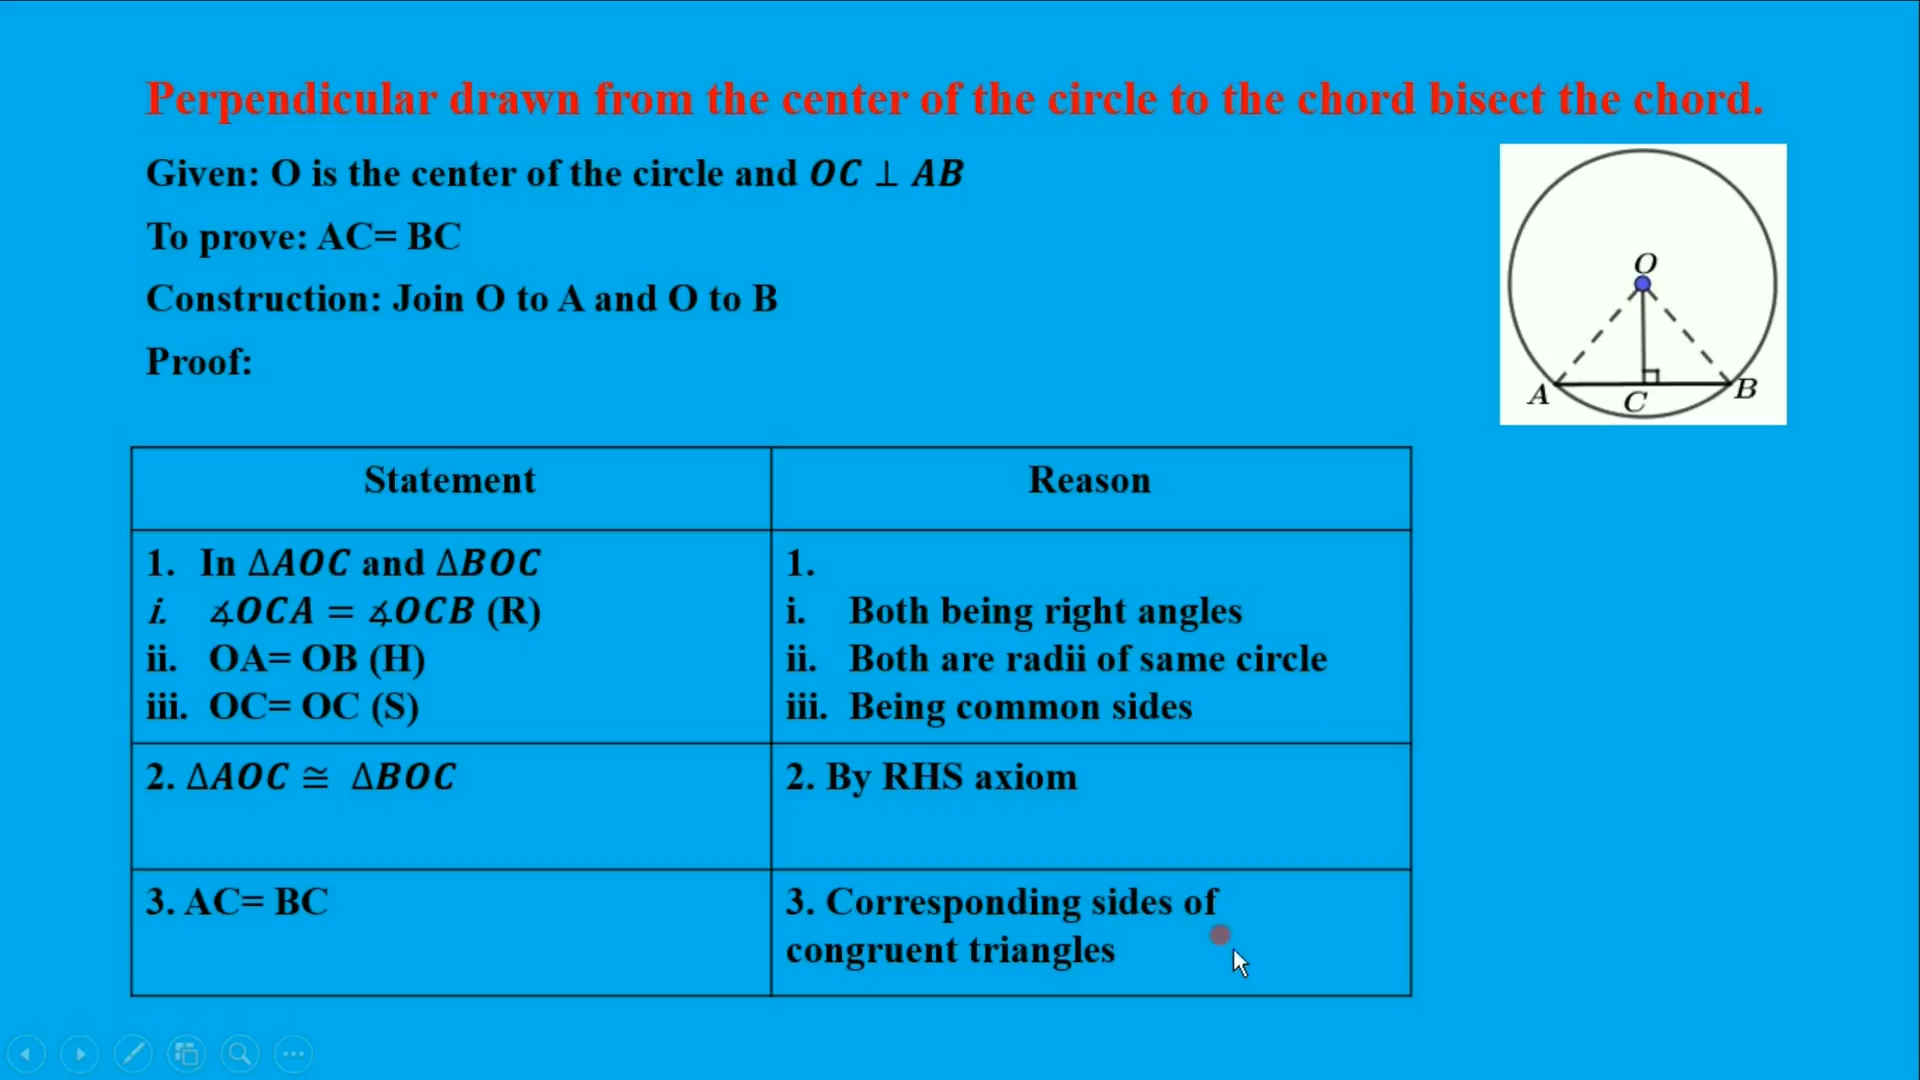 Perpendicular drawn from the center of the circle to the chord bisect the chord.
Given: O is the center of the circle and OC ⊥ AB
To prove: AC= BC
Construction: Join O to A and O to B
Proof:
O
A
C
B
Statement
Reason
1. In ΔAOC and ΔBOC
i. ∡OCA = ∡OCB (R)
ii. OA= OB (H)
iii. OC= OC (S)
1.
i. Both being right angles
ii. Both are radii of same circle
iii. Being common sides
2. ΔAOC ≅ ΔBOC
2. By RHS axiom
3. AC= BC
3. Corresponding sides of
congruent triangles